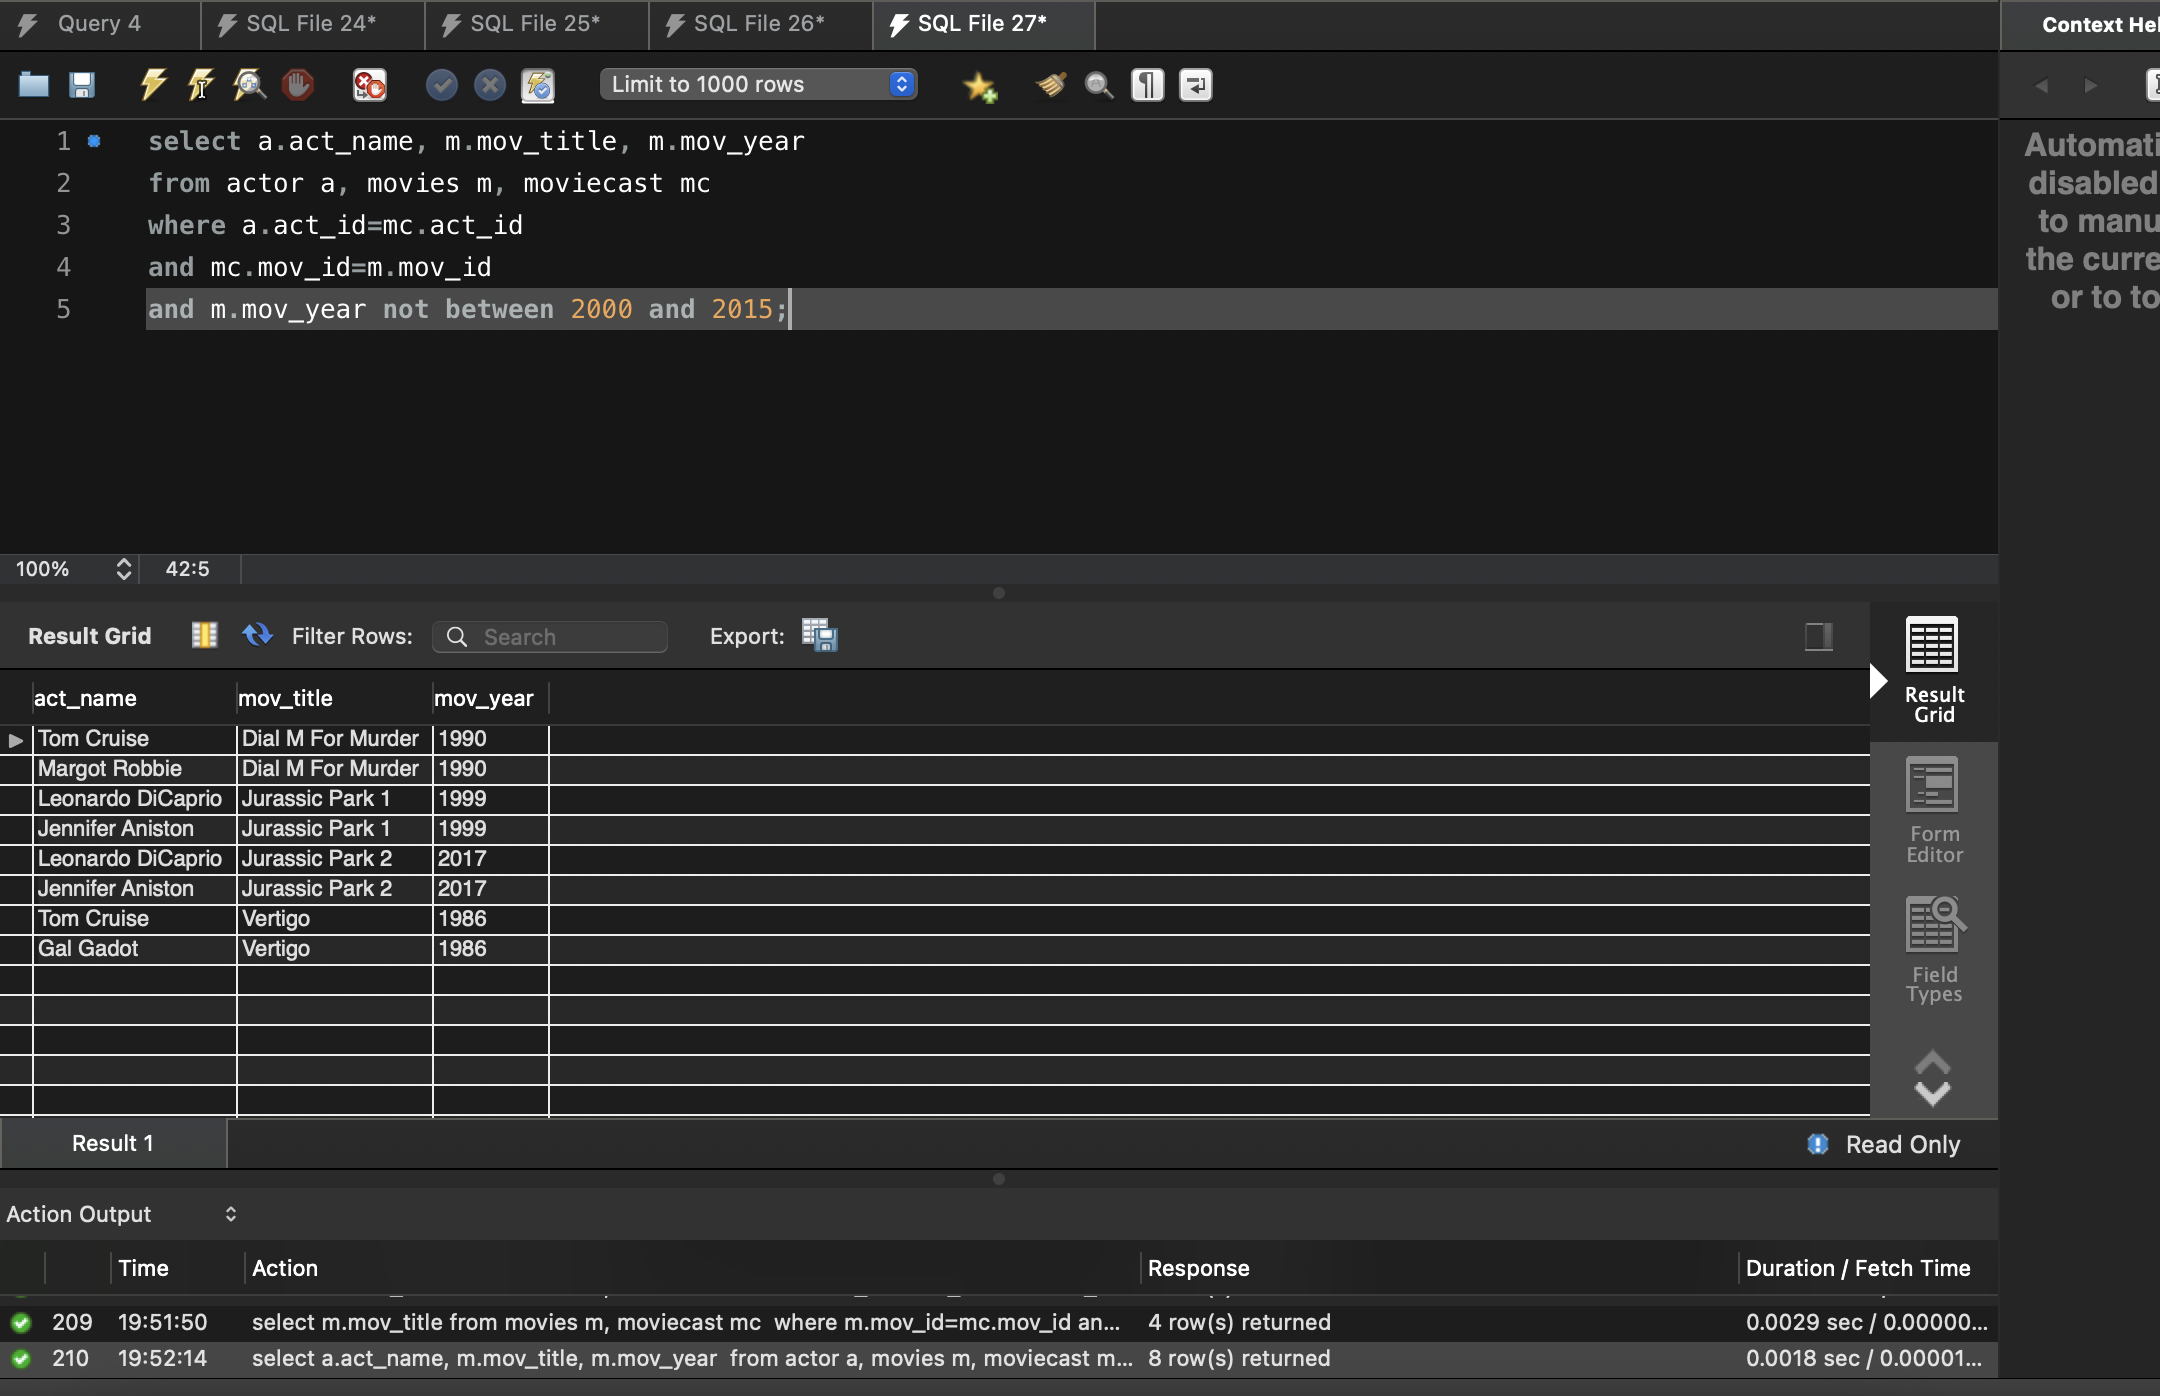 Query 4 SQL File 24* SQL File 25* SQL File 26* SQL File 27* Context Hel
Limit to 1000 rows
1 select a.act_name, m.mov_title, m.mov_year
2 from actor a, movies m, moviecast mc
3 where a.act_id=mc.act_id
4 and mc.mov_id=m.mov_id
5 and m.mov_year not between 2000 and 2015;
Automati
disabled
to manu
the curre
or to to
100% 42:5
Result Grid Filter Rows: Search Export:
act_name mov_title mov_year
Tom Cruise Dial M For Murder 1990
Margot Robbie Dial M For Murder 1990
Leonardo DiCaprio Jurassic Park 1 1999
Jennifer Aniston Jurassic Park 1 1999
Leonardo DiCaprio Jurassic Park 2 2017
Jennifer Aniston Jurassic Park 2 2017
Tom Cruise Vertigo 1986
Gal Gadot Vertigo 1986
Result
Grid
Form
Editor
Field
Types
Result 1 Read Only
Action Output
Time Action Response Duration / Fetch Time
209 19:51:50 select m.mov_title from movies m, moviecast mc where m.mov_id=mc.mov_id an... 4 row(s) returned 0.0029 sec / 0.00000...
210 19:52:14 select a.act_name, m.mov_title, m.mov_year from actor a, movies m, moviecast m... 8 row(s) returned 0.0018 sec / 0.00001...